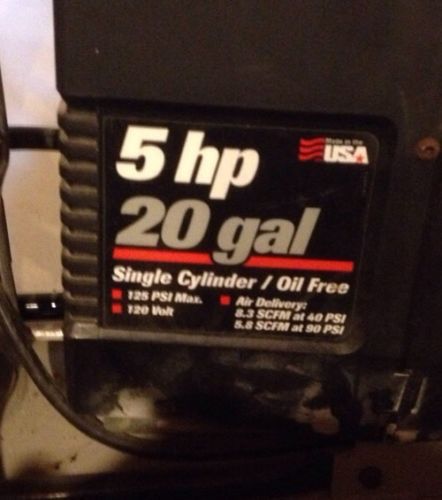 5 hp
Made in the
USA
20 gal
Single Cylinder / Oil Free
125 PSI Max.
120 Volt
Air Delivery:
8.3 SCFM at 40 PSI
5.8 SCFM at 90 PSI